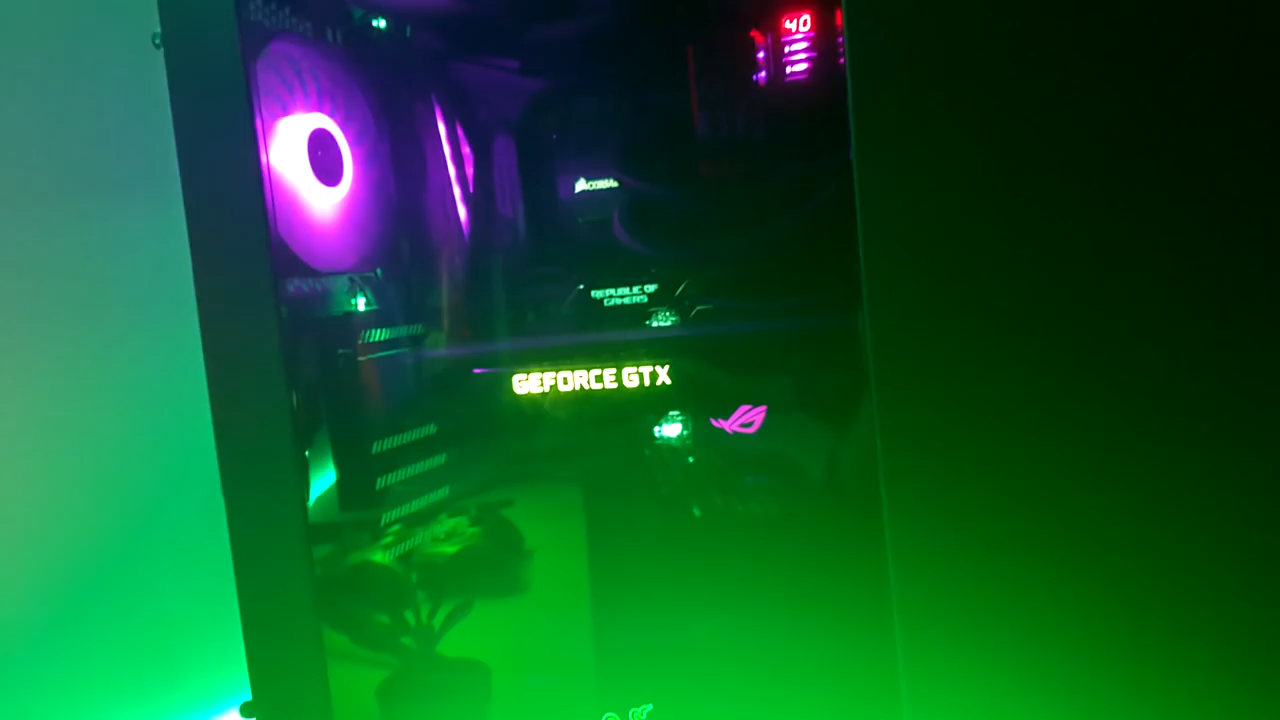 40
CORSAIR
REPUBLIC OF
GAMERS
GEFORCE GTX